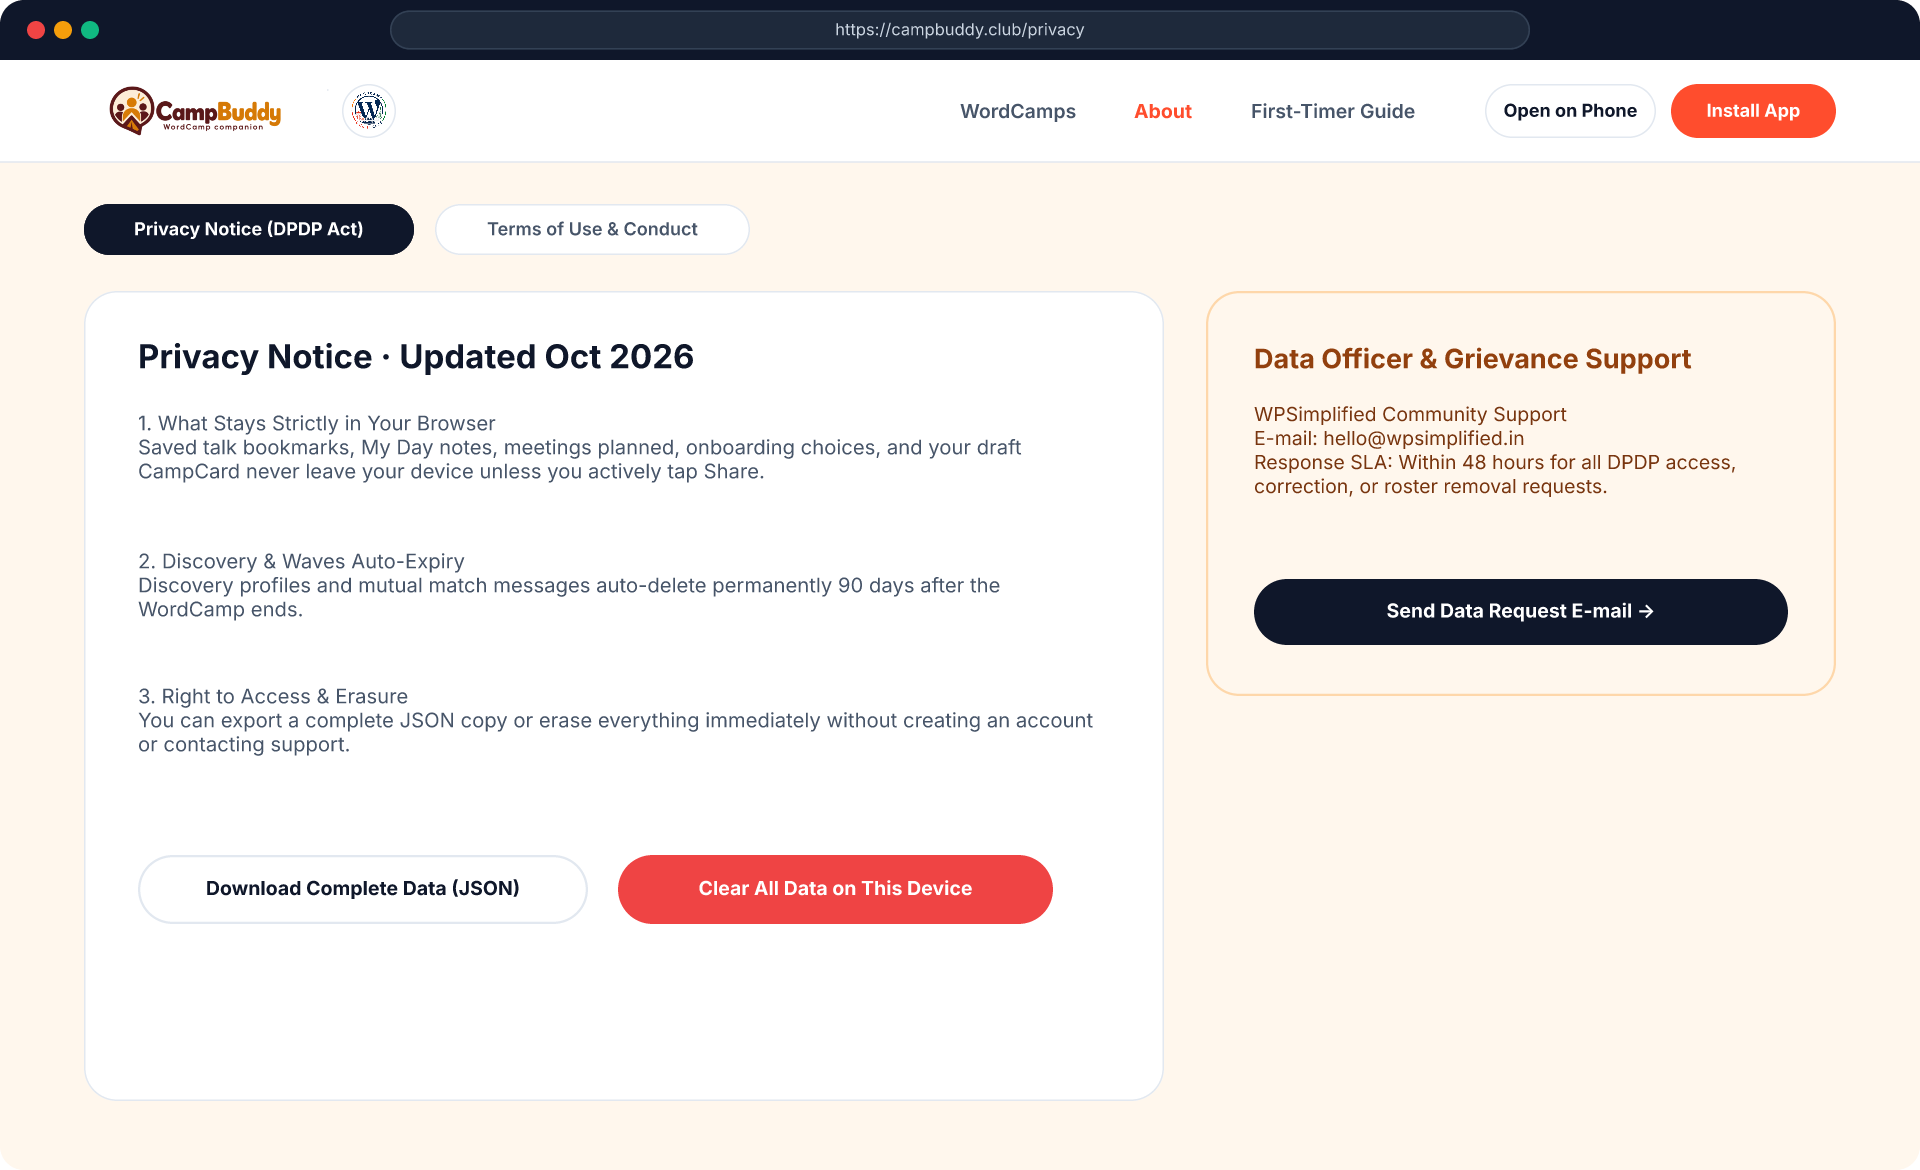 https://campbuddy.club/privacy
CampBuddy
WordCamp companion
W
WordCamps
About
First-Timer Guide
Open on Phone
Install App
Privacy Notice (DPDP Act)
Terms of Use & Conduct
Privacy Notice · Updated Oct 2026
1. What Stays Strictly in Your Browser
Saved talk bookmarks, My Day notes, meetings planned, onboarding choices, and your draft
CampCard never leave your device unless you actively tap Share.
2. Discovery & Waves Auto-Expiry
Discovery profiles and mutual match messages auto-delete permanently 90 days after the
WordCamp ends.
3. Right to Access & Erasure
You can export a complete JSON copy or erase everything immediately without creating an account
or contacting support.
Download Complete Data (JSON)
Clear All Data on This Device
Data Officer & Grievance Support
WPSimplified Community Support
E-mail: hello@wpsimplified.in
Response SLA: Within 48 hours for all DPDP access,
correction, or roster removal requests.
Send Data Request E-mail →